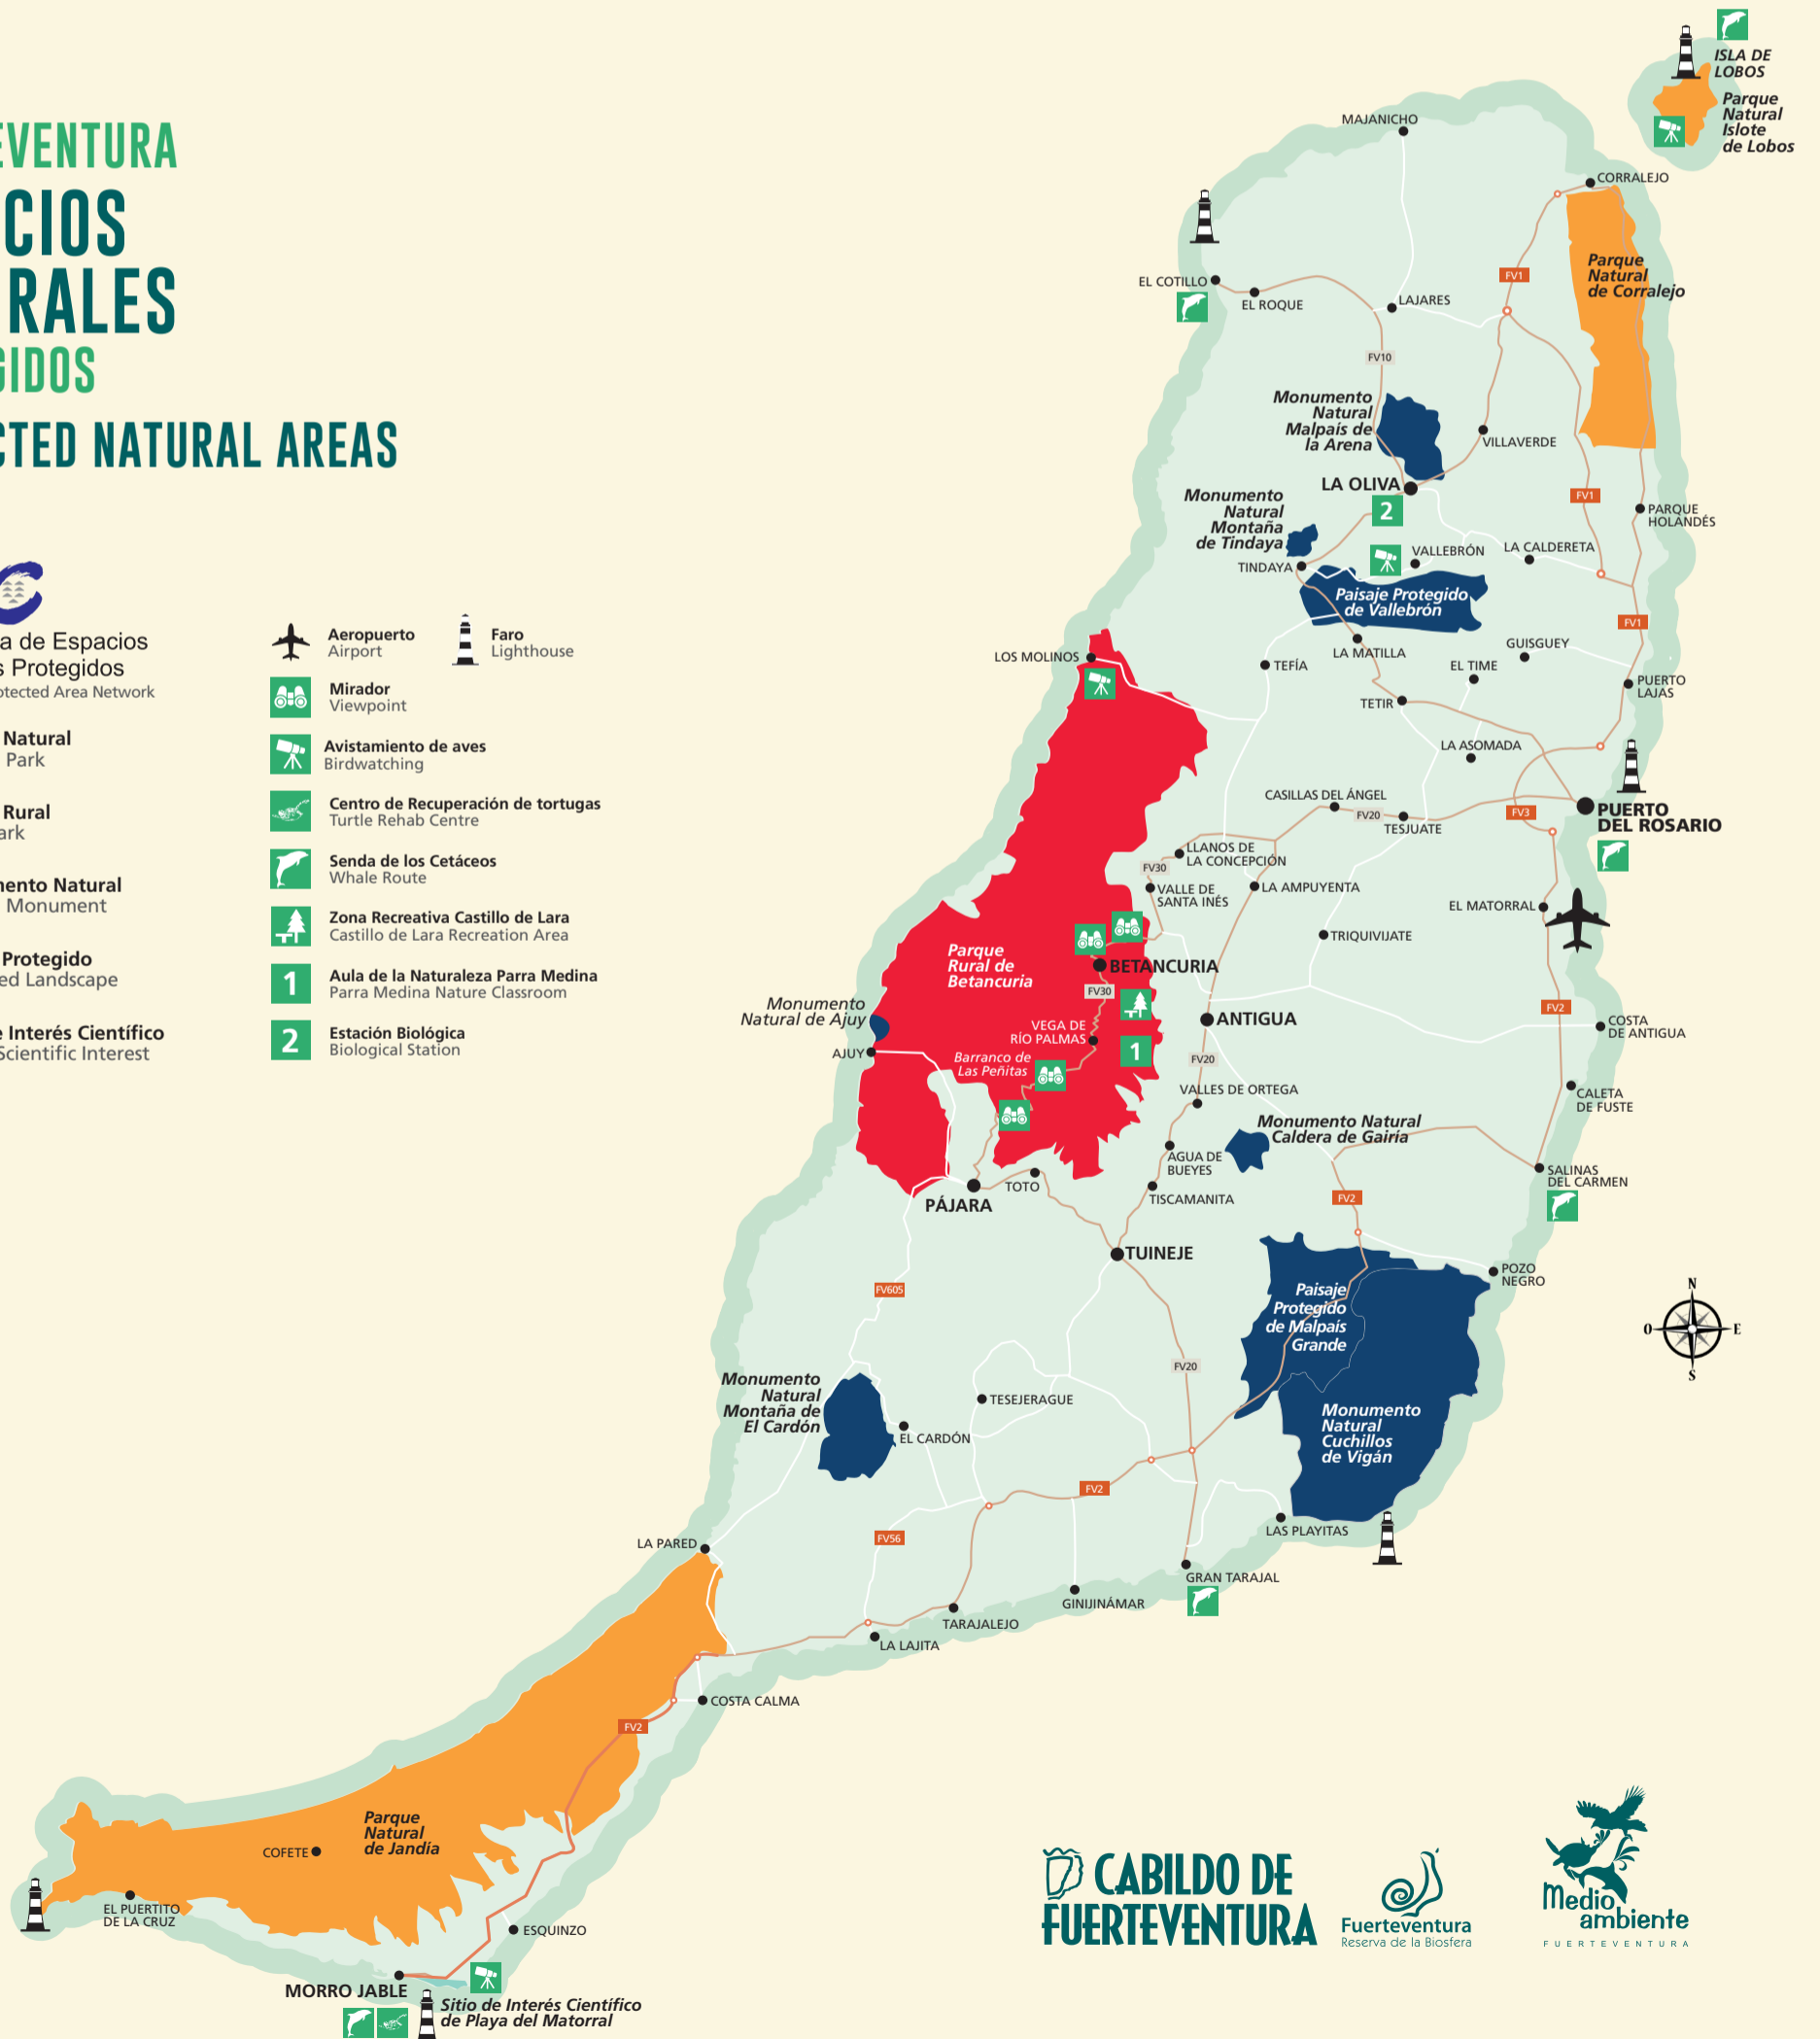 EVENTURA
CIOS
RALES
GIDOS
CTED NATURAL AREAS
a de Espacios
s Protegidos
otected Area Network
Natural
Park
Rural
ark
ento Natural
Monument
Protegido
ed Landscape
e Interés Científico
Scientific Interest
Aeropuerto
Airport
Faro
Lighthouse
Mirador
Viewpoint
Avistamiento de aves
Birdwatching
Centro de Recuperación de tortugas
Turtle Rehab Centre
Senda de los Cetáceos
Whale Route
Zona Recreativa Castillo de Lara
Castillo de Lara Recreation Area
1
Aula de la Naturaleza Parra Medina
Parra Medina Nature Classroom
2
Estación Biológica
Biological Station
ISLA DE
LOBOS
Parque
Natural
Islote
de Lobos
MAJANICHO
CORRALEJO
Parque
Natural
de Corralejo
FV1
EL COTILLO
EL ROQUE
LAJARES
FV10
Monumento
Natural
Malpaís de
la Arena
VILLAVERDE
LA OLIVA
2
FV1
PARQUE
HOLANDÉS
Monumento
Natural
Montaña
de Tindaya
TINDAYA
VALLEBRÓN
LA CALDERETA
Paisaje Protegido
de Vallebrón
FV1
LOS MOLINOS
TEFÍA
LA MATILLA
GUISGUEY
EL TIME
PUERTO
LAJAS
TETIR
LA ASOMADA
CASILLAS DEL ÁNGEL
FV20
TESJUATE
FV3
PUERTO
DEL ROSARIO
LLANOS DE
LA CONCEPCIÓN
FV30
VALLE DE
SANTA INÉS
LA AMPUYENTA
EL MATORRAL
TRIQUIVIJATE
Parque
Rural de
Betancuria
BETANCURIA
FV30
Monumento
Natural de Ajuy
AJUY
VEGA DE
RÍO PALMAS
1
Barranco de
Las Peñitas
ANTIGUA
FV20
FV2
COSTA
DE ANTIGUA
CALETA
DE FUSTE
VALLES DE ORTEGA
Monumento Natural
Caldera de Gairía
AGUA DE
BUEYES
TISCAMANITA
SALINAS
DEL CARMEN
FV2
TOTO
PÁJARA
TUINEJE
POZO
NEGRO
FV605
Paisaje
Protegido
de Malpaís
Grande
N
O
E
S
FV20
Monumento
Natural
Montaña de
El Cardón
EL CARDÓN
TESEJERAGUE
Monumento
Natural
Cuchillos
de Vigán
FV2
LAS PLAYITAS
LA PARED
FV56
GRAN TARAJAL
GINIJINÁMAR
TARAJALEJO
LA LAJITA
COSTA CALMA
FV2
Parque
Natural
de Jandía
COFETE
EL PUERTITO
DE LA CRUZ
ESQUINZO
MORRO JABLE
Sitio de Interés Científico
de Playa del Matorral
CABILDO DE
FUERTEVENTURA
Fuerteventura
Reserva de la Biosfera
Medio
ambiente
FUERTEVENTURA